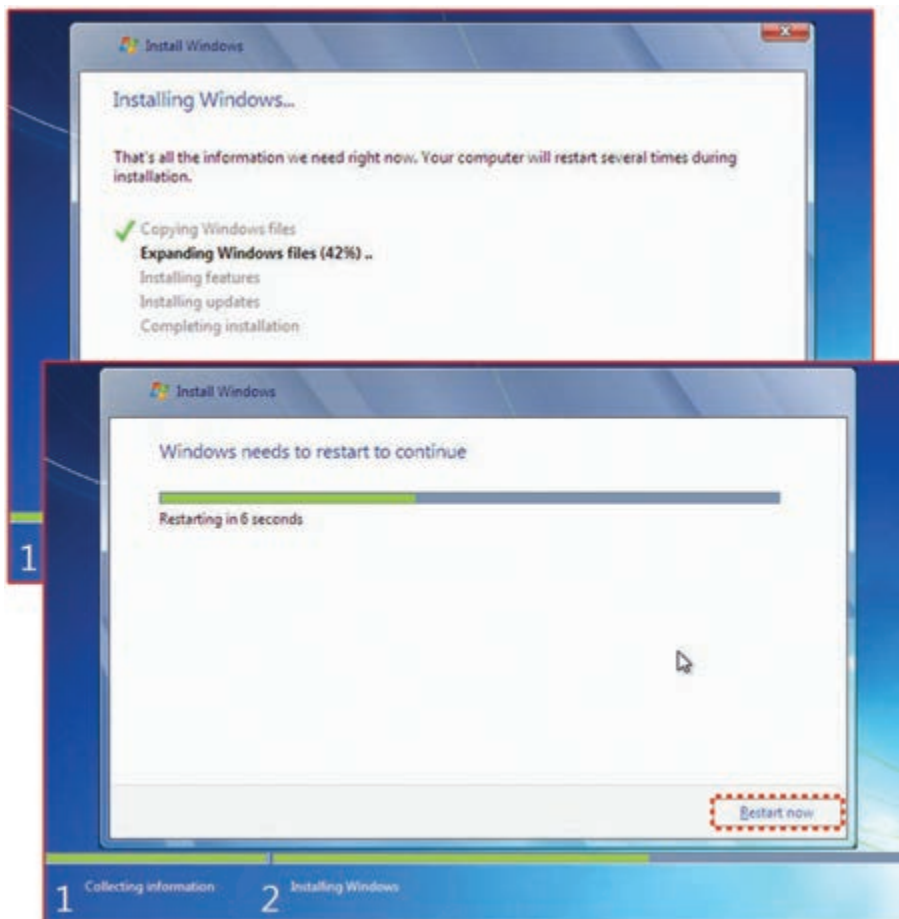 Install Windows
Installing Windows...
That's all the information we need right now. Your computer will restart several times during
installation.
Copying Windows files
Expanding Windows files (42%) ..
Installing features
Installing updates
Completing installation
1
Install Windows
Windows needs to restart to continue
Restarting in 6 seconds
Restart now
1 Collecting information 2 Installing Windows